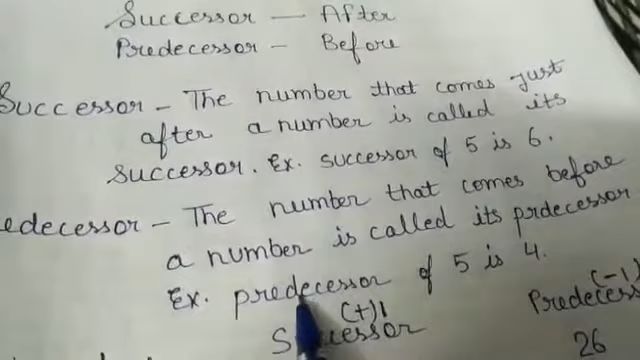 Successor — After
Predecessor - Before
Successor - The number that comes just
after a number is called its
successor. Ex. successor of 5 is 6.
edecessor - The number that comes before
a number is called its prdecessor
Ex. predecessor of 5 is 4.
(+)1 (-1)
Successor Predecess
26